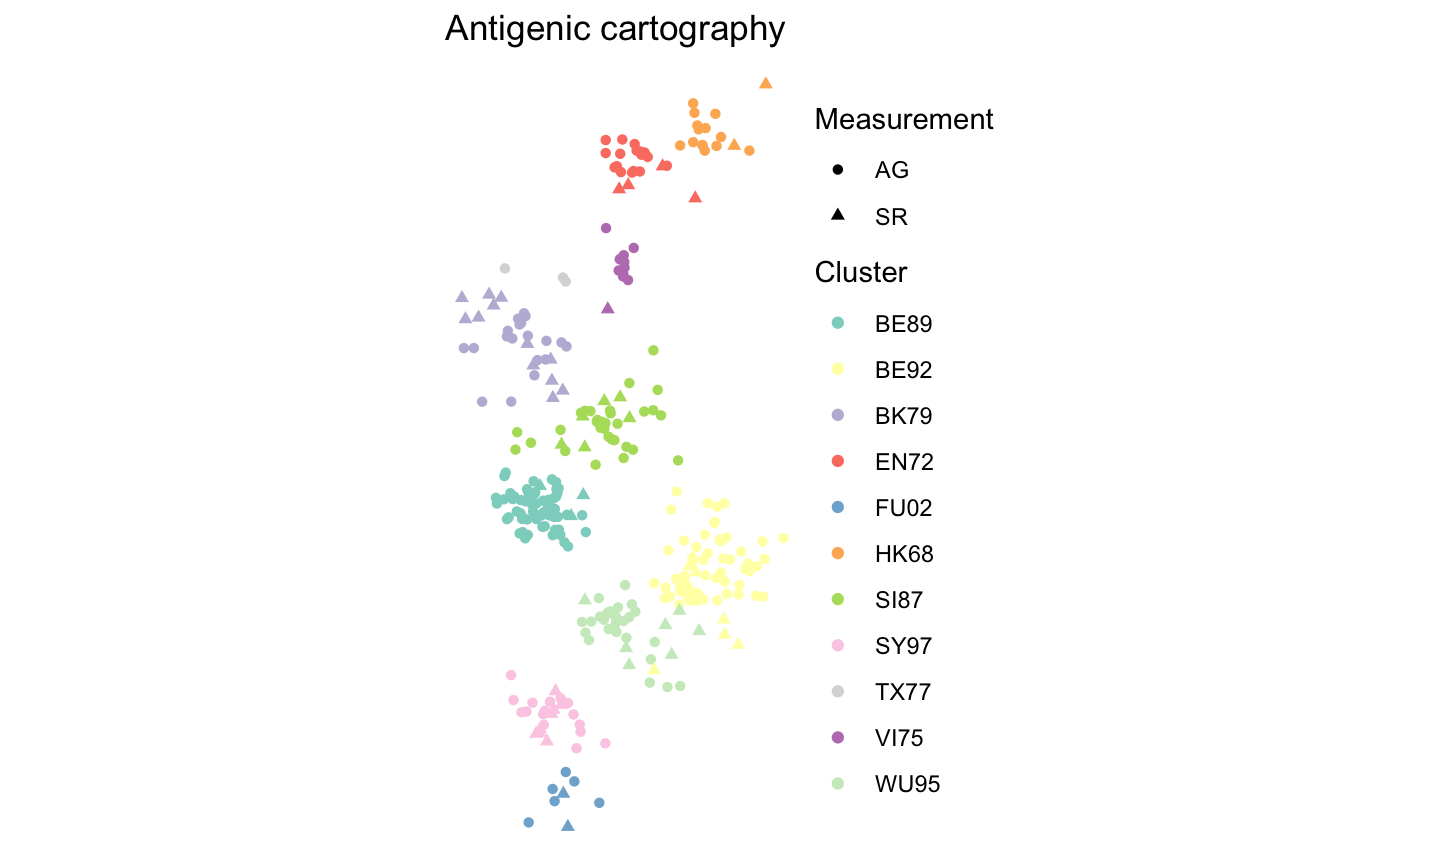 Antigenic cartography
Measurement
AG
SR
Cluster
BE89
BE92
BK79
EN72
FU02
HK68
SI87
SY97
TX77
VI75
WU95